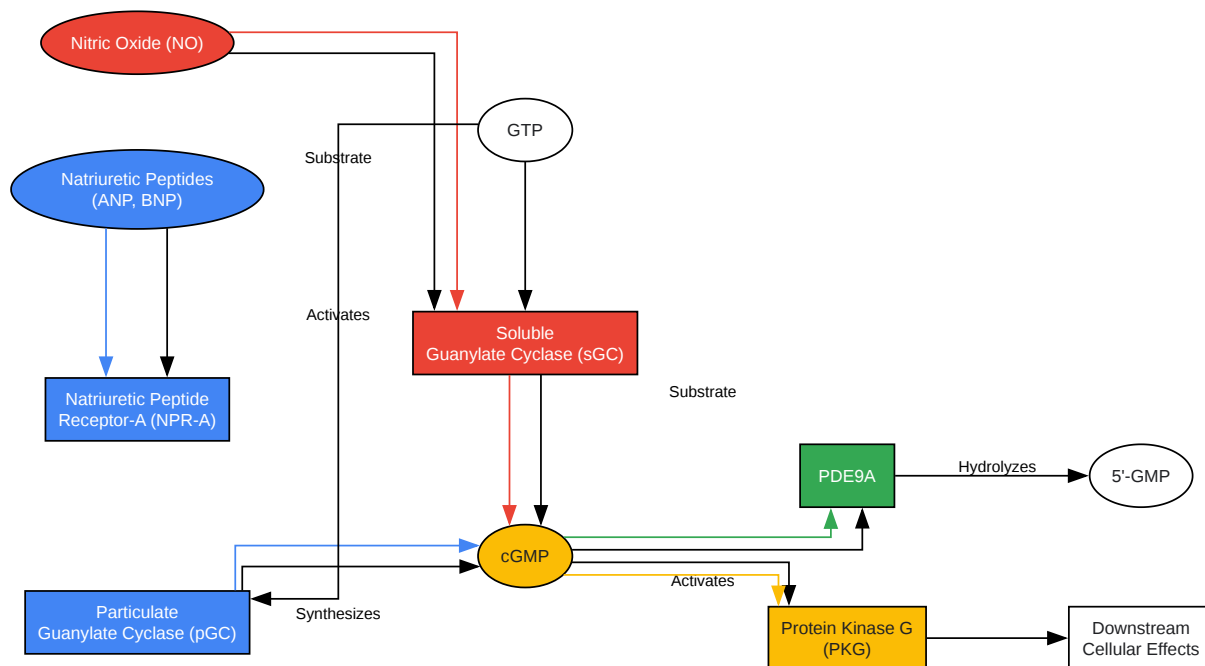 Nitric Oxide (NO)
GTP
Substrate
Natriuretic Peptides
(ANP, BNP)
Activates
Soluble
Guanylate Cyclase (sGC)
Natriuretic Peptide
Receptor-A (NPR-A)
Substrate
PDE9A
Hydrolyzes
5'-GMP
cGMP
Activates
Particulate
Guanylate Cyclase (pGC)
Synthesizes
Protein Kinase G
(PKG)
Downstream
Cellular Effects